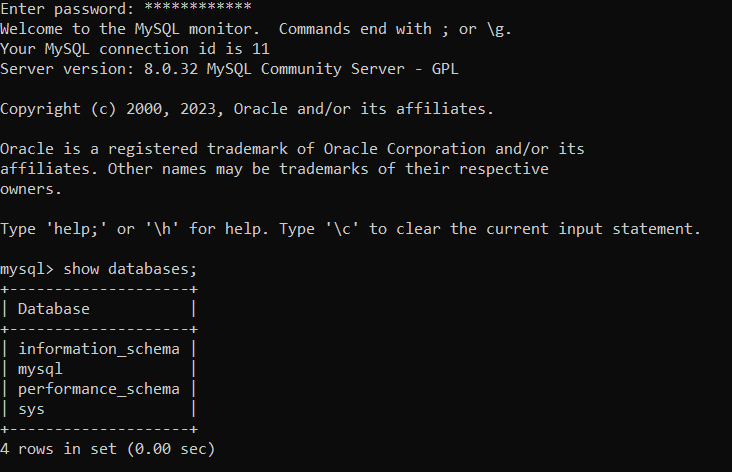 Enter password: ************
Welcome to the MySQL monitor.  Commands end with ; or \g.
Your MySQL connection id is 11
Server version: 8.0.32 MySQL Community Server - GPL

Copyright (c) 2000, 2023, Oracle and/or its affiliates.

Oracle is a registered trademark of Oracle Corporation and/or its
affiliates. Other names may be trademarks of their respective
owners.

Type 'help;' or '\h' for help. Type '\c' to clear the current input statement.

mysql> show databases;
+--------------------+
| Database           |
+--------------------+
| information_schema |
| mysql              |
| performance_schema |
| sys                |
+--------------------+
4 rows in set (0.00 sec)